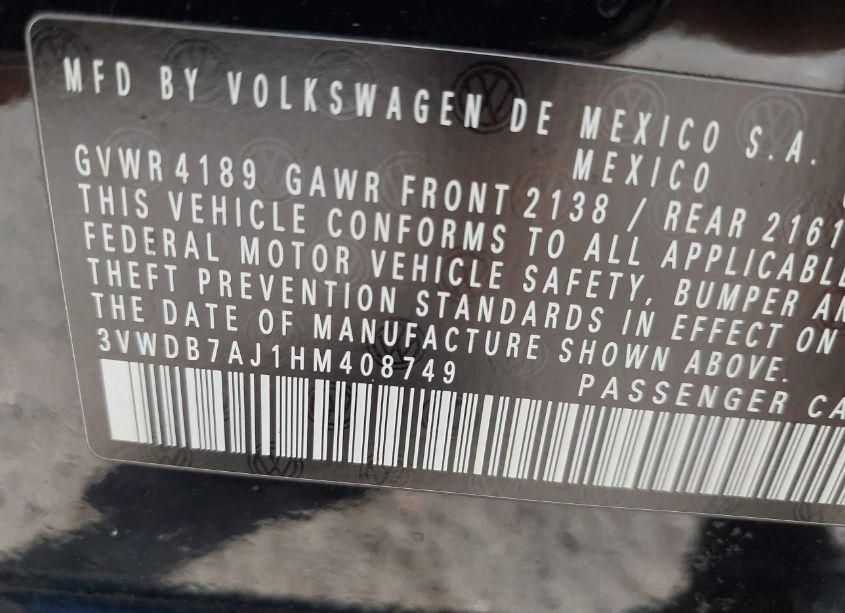 MFD BY VOLKSWAGEN DE MEXICO S.A.
MEXICO
GVWR 4189 GAWR FRONT 2138 / REAR 2161
THIS VEHICLE CONFORMS TO ALL APPLICABLE
FEDERAL MOTOR VEHICLE SAFETY, BUMPER
THEFT PREVENTION STANDARDS IN EFFECT ON
THE DATE OF MANUFACTURE SHOWN ABOVE.
3VWDB7AJ1HM408749
PASSENGER